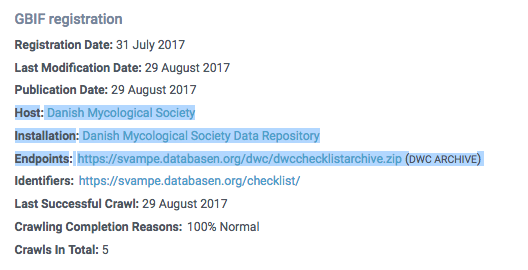 GBIF registration
Registration Date: 31 July 2017
Last Modification Date: 29 August 2017
Publication Date: 29 August 2017
Host: Danish Mycological Society
Installation: Danish Mycological Society Data Repository
Endpoints: https://svampe.databasen.org/dwc/dwcchecklistarchive.zip (DWC ARCHIVE)
Identifiers: https://svampe.databasen.org/checklist/
Last Successful Crawl: 29 August 2017
Crawling Completion Reasons: 100% Normal
Crawls In Total: 5